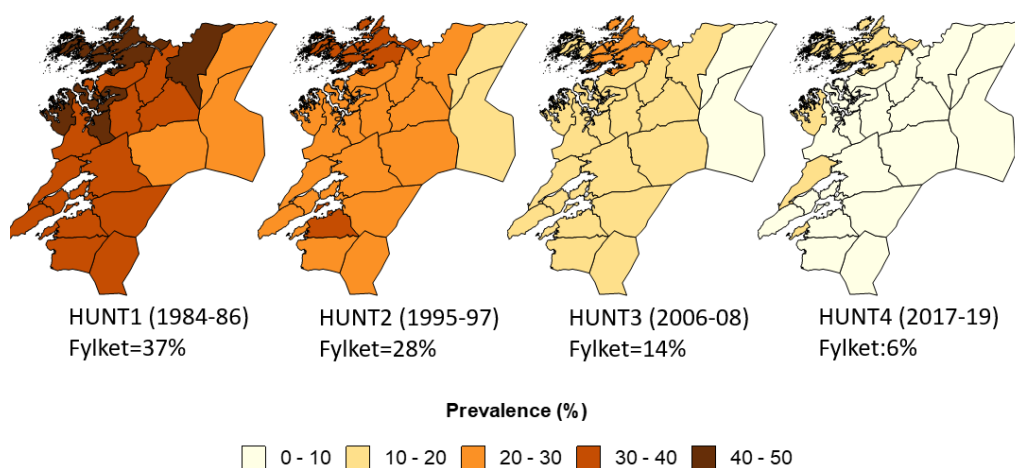 HUNT1 (1984-86)
Fylket=37%
HUNT2 (1995-97)
Fylket=28%
HUNT3 (2006-08)
Fylket=14%
HUNT4 (2017-19)
Fylket:6%
Prevalence (%)
0 - 10 10 - 20 20 - 30 30 - 40 40 - 50